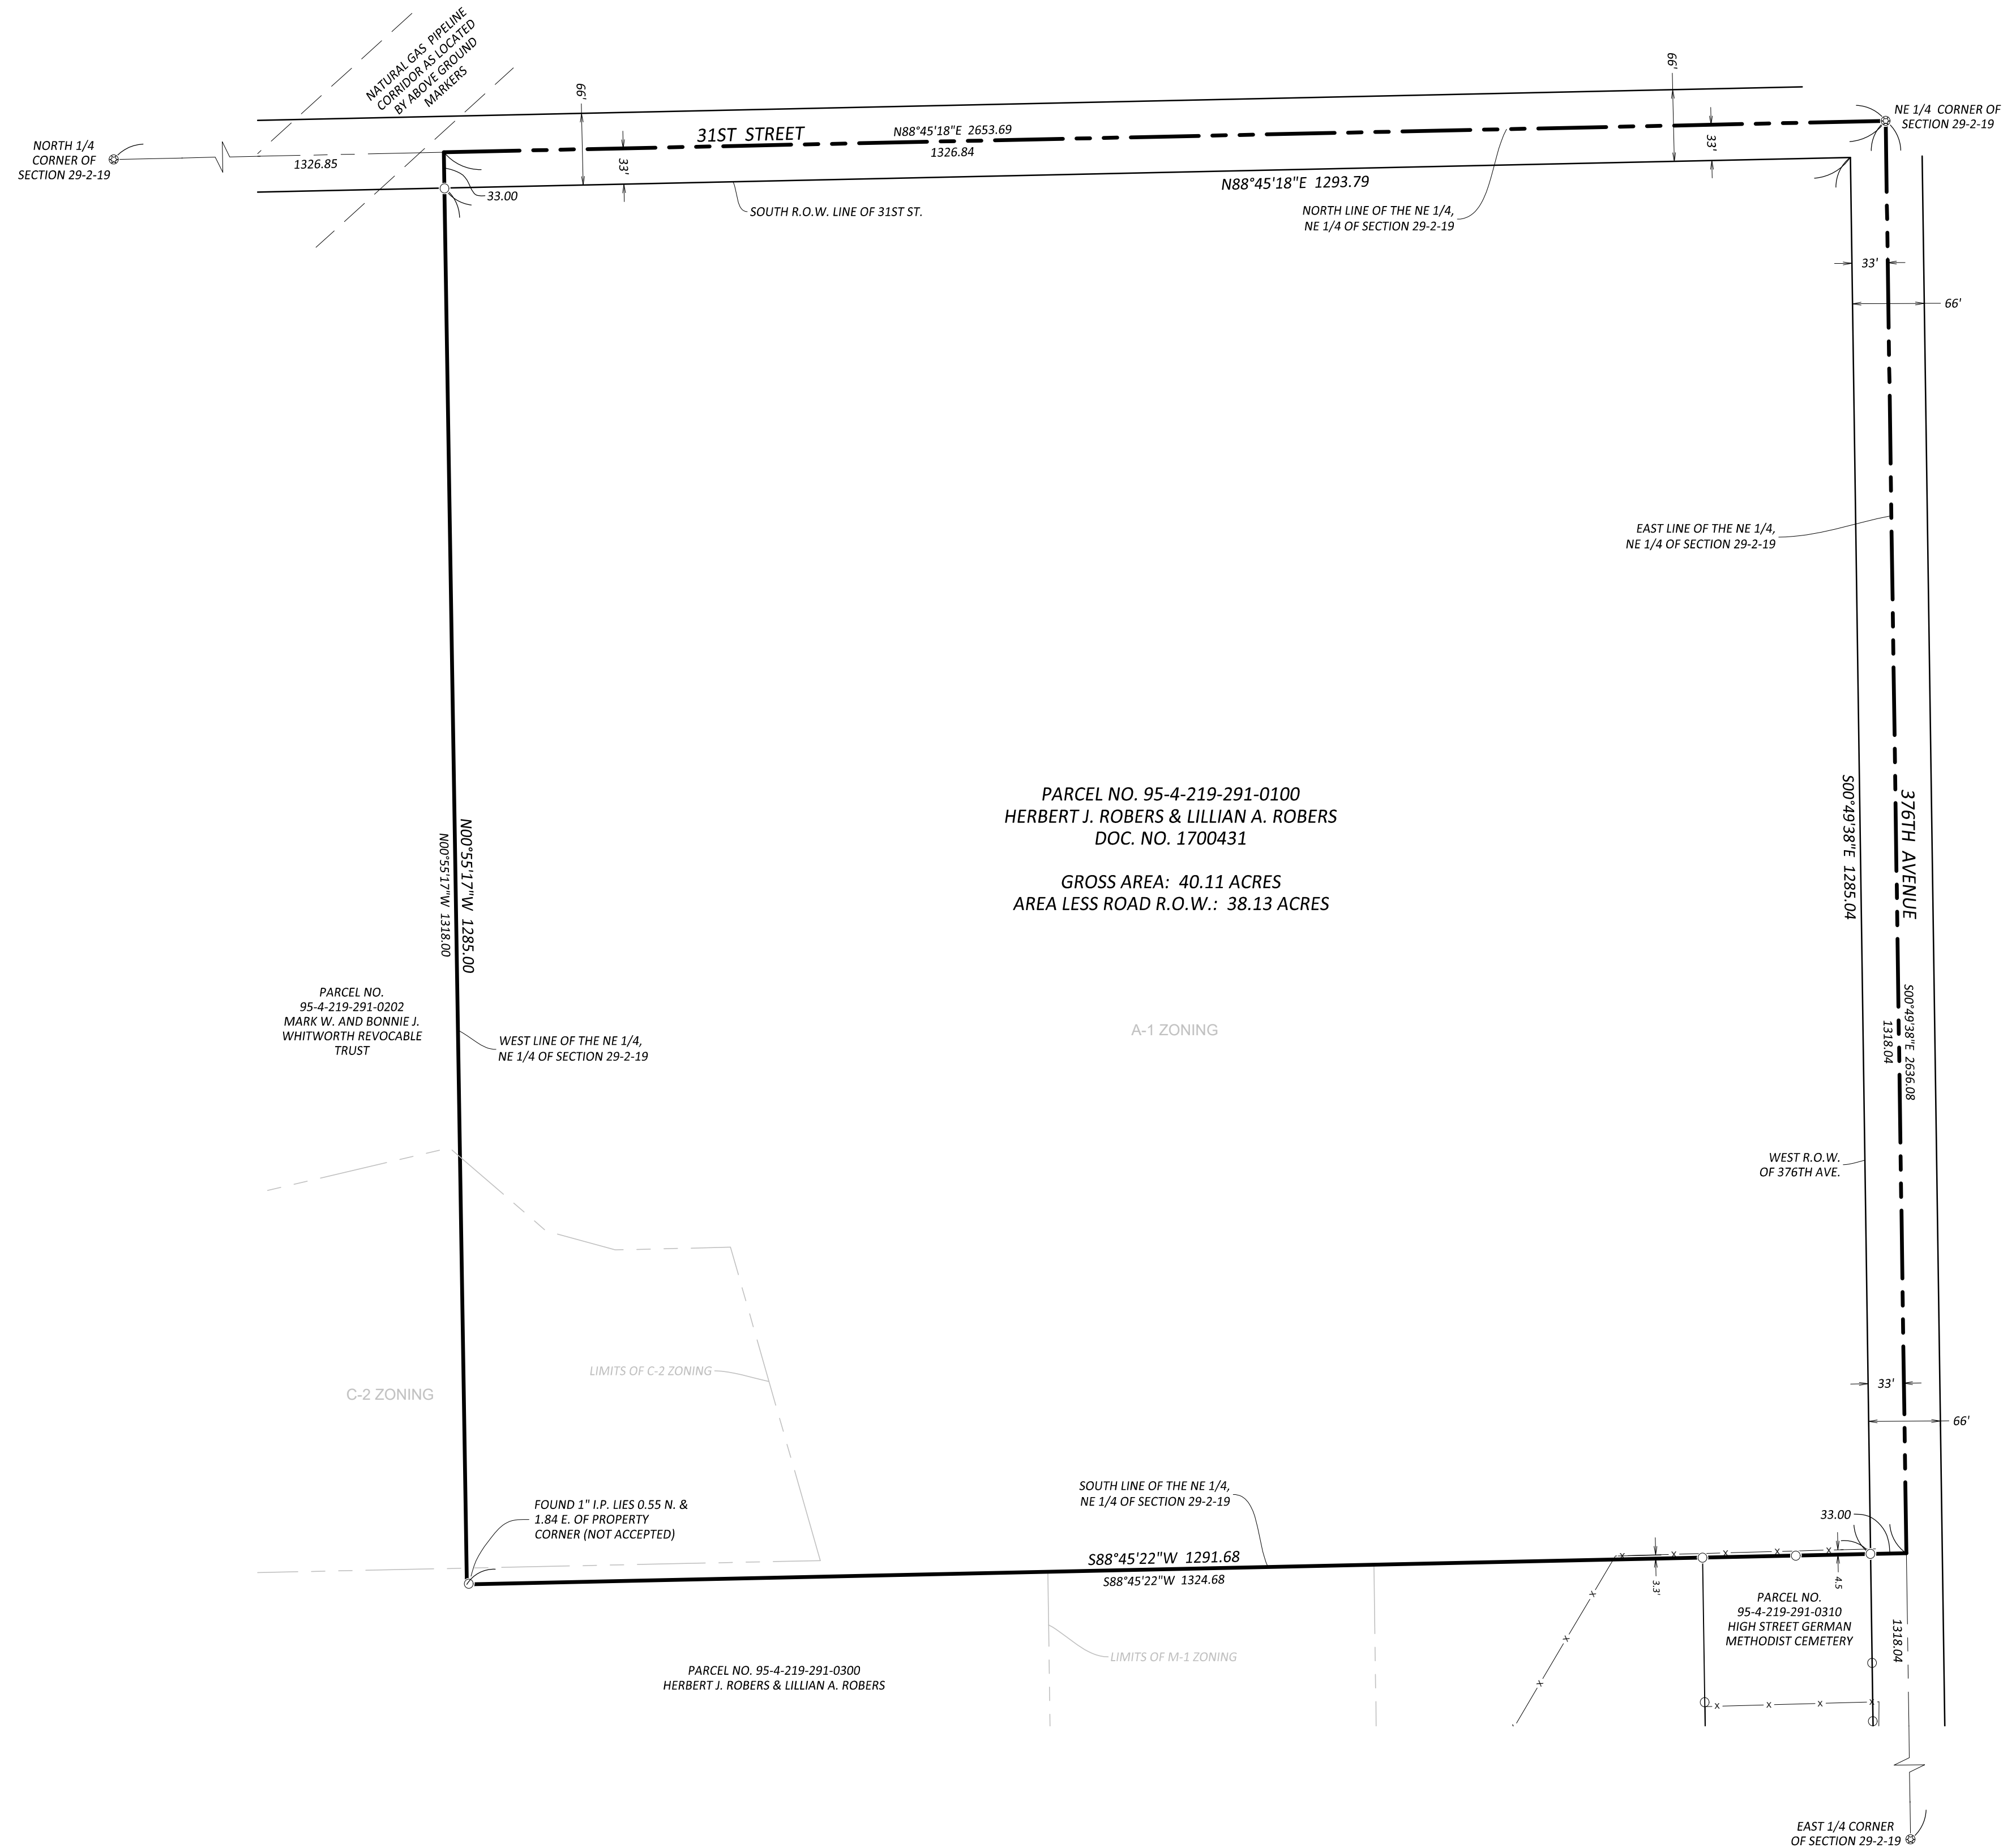 NATURAL GAS PIPELINE
CORRIDOR AS LOCATED
BY ABOVE GROUND
MARKERS
NORTH 1/4
CORNER OF
SECTION 29-2-19
1326.85
33.00
66'
33'
31ST STREET
N88°45'18"E 2653.69
1326.84
SOUTH R.O.W. LINE OF 31ST ST.
N88°45'18"E 1293.79
NORTH LINE OF THE NE 1/4,
NE 1/4 OF SECTION 29-2-19
66'
33'
NE 1/4 CORNER OF
SECTION 29-2-19
33'
66'
EAST LINE OF THE NE 1/4,
NE 1/4 OF SECTION 29-2-19
PARCEL NO. 95-4-219-291-0100
HERBERT J. ROBERS & LILLIAN A. ROBERS
DOC. NO. 1700431
GROSS AREA: 40.11 ACRES
AREA LESS ROAD R.O.W.: 38.13 ACRES
S00°49'38"E 1285.04
376TH AVENUE
S00°49'38"E 2636.08
1318.04
N00°55'17"W 1285.00
N00°55'17"W 1318.00
PARCEL NO.
95-4-219-291-0202
MARK W. AND BONNIE J.
WHITWORTH REVOCABLE
TRUST
WEST LINE OF THE NE 1/4,
NE 1/4 OF SECTION 29-2-19
A-1 ZONING
WEST R.O.W.
OF 376TH AVE.
LIMITS OF C-2 ZONING
C-2 ZONING
33'
66'
FOUND 1" I.P. LIES 0.55 N. &
1.84 E. OF PROPERTY
CORNER (NOT ACCEPTED)
SOUTH LINE OF THE NE 1/4,
NE 1/4 OF SECTION 29-2-19
33.00
S88°45'22"W 1291.68
S88°45'22"W 1324.68
3.3'
4.5
PARCEL NO.
95-4-219-291-0310
HIGH STREET GERMAN
METHODIST CEMETERY
1318.04
LIMITS OF M-1 ZONING
PARCEL NO. 95-4-219-291-0300
HERBERT J. ROBERS & LILLIAN A. ROBERS
EAST 1/4 CORNER
OF SECTION 29-2-19